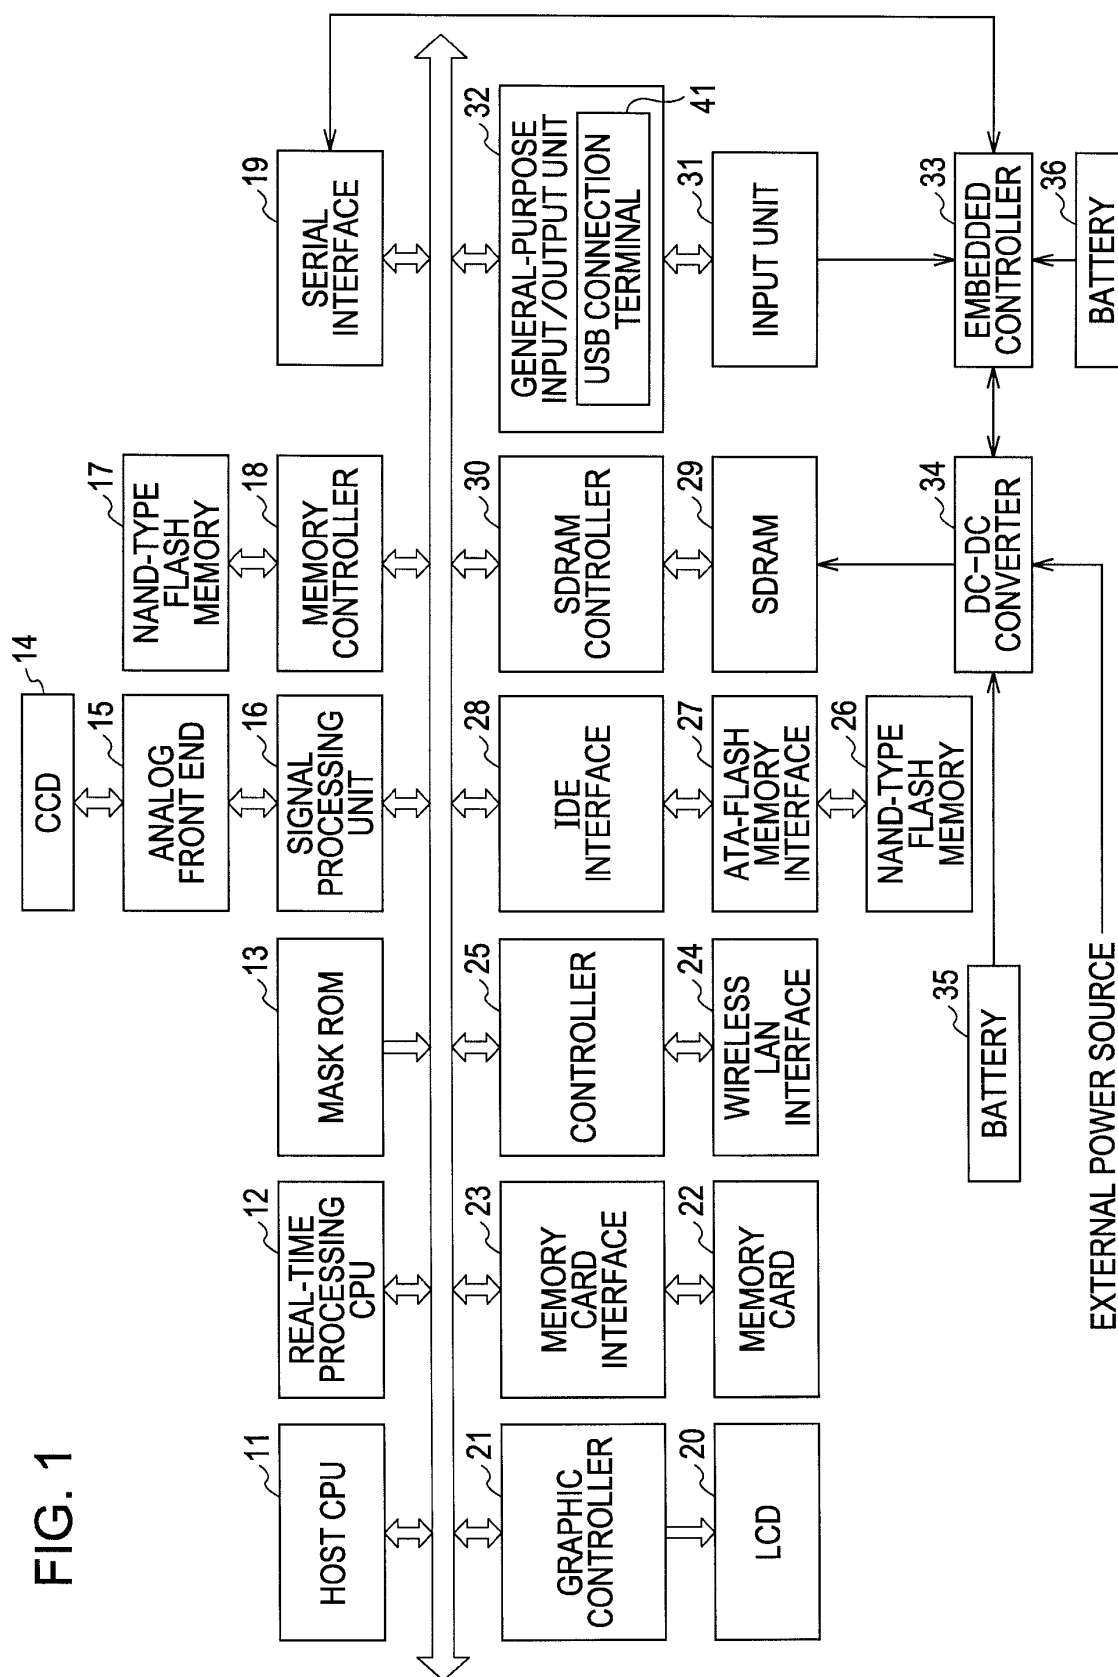 FIG. 1
14
CCD
15
ANALOG
FRONT END
17
NAND-TYPE
FLASH
MEMORY
11
HOST CPU
12
REAL-TIME
PROCESSING
CPU
13
MASK ROM
16
SIGNAL
PROCESSING
UNIT
18
MEMORY
CONTROLLER
19
SERIAL
INTERFACE
21
GRAPHIC
CONTROLLER
23
MEMORY
CARD
INTERFACE
25
CONTROLLER
28
IDE
INTERFACE
30
SDRAM
CONTROLLER
32
GENERAL-PURPOSE
INPUT/OUTPUT UNIT
USB CONNECTION
TERMINAL
41
20
LCD
22
MEMORY
CARD
24
WIRELESS
LAN
INTERFACE
27
ATA-FLASH
MEMORY
INTERFACE
29
SDRAM
31
INPUT UNIT
26
NAND-TYPE
FLASH
MEMORY
35
BATTERY
34
DC-DC
CONVERTER
33
EMBEDDED
CONTROLLER
36
BATTERY
EXTERNAL POWER SOURCE